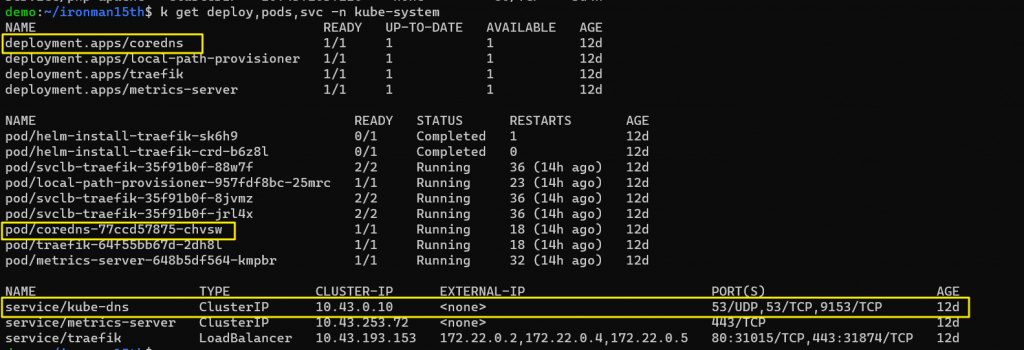 demo:~/ironman15th$ k get deploy,pods,svc -n kube-system
NAME READY UP-TO-DATE AVAILABLE AGE
deployment.apps/coredns 1/1 1 1 12d
deployment.apps/local-path-provisioner 1/1 1 1 12d
deployment.apps/traefik 1/1 1 1 12d
deployment.apps/metrics-server 1/1 1 1 12d
NAME READY STATUS RESTARTS AGE
pod/helm-install-traefik-sk6h9 0/1 Completed 1 12d
pod/helm-install-traefik-crd-b6z8l 0/1 Completed 0 12d
pod/svclb-traefik-35f91b0f-88w7f 2/2 Running 36 (14h ago) 12d
pod/local-path-provisioner-957fdf8bc-25mrc 1/1 Running 23 (14h ago) 12d
pod/svclb-traefik-35f91b0f-8jvmz 2/2 Running 36 (14h ago) 12d
pod/svclb-traefik-35f91b0f-jrl4x 2/2 Running 36 (14h ago) 12d
pod/coredns-77ccd57875-chvsw 1/1 Running 18 (14h ago) 12d
pod/traefik-64f55bb67d-2dh8l 1/1 Running 18 (14h ago) 12d
pod/metrics-server-648b5df564-kmpbr 1/1 Running 32 (14h ago) 12d
NAME TYPE CLUSTER-IP EXTERNAL-IP PORT(S) AGE
service/kube-dns ClusterIP 10.43.0.10 <none> 53/UDP,53/TCP,9153/TCP 12d
service/metrics-server ClusterIP 10.43.253.72 <none> 443/TCP 12d
service/traefik LoadBalancer 10.43.193.153 172.22.0.2,172.22.0.4,172.22.0.5 80:31015/TCP,443:31874/TCP 12d